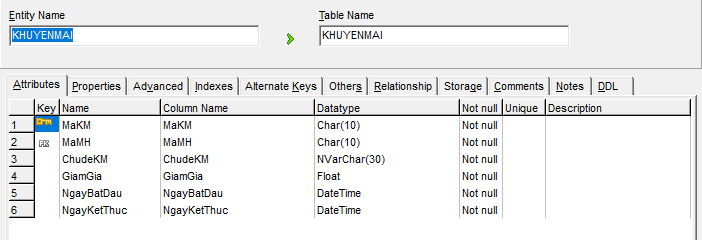 Entity Name Table Name
KHUYENMAI KHUYENMAI
Attributes Properties Advanced Indexes Alternate Keys Others Relationship Storage Comments Notes DDL
Key Name Column Name Datatype Not null Unique Description
1 MaKM MaKM Char(10) Not null
2 FK MaMH MaMH Char(10) Not null
3 ChudeKM ChudeKM NVarChar(30) Not null
4 GiamGia GiamGia Float Not null
5 NgayBatDau NgayBatDau DateTime Not null
6 NgayKetThuc NgayKetThuc DateTime Not null